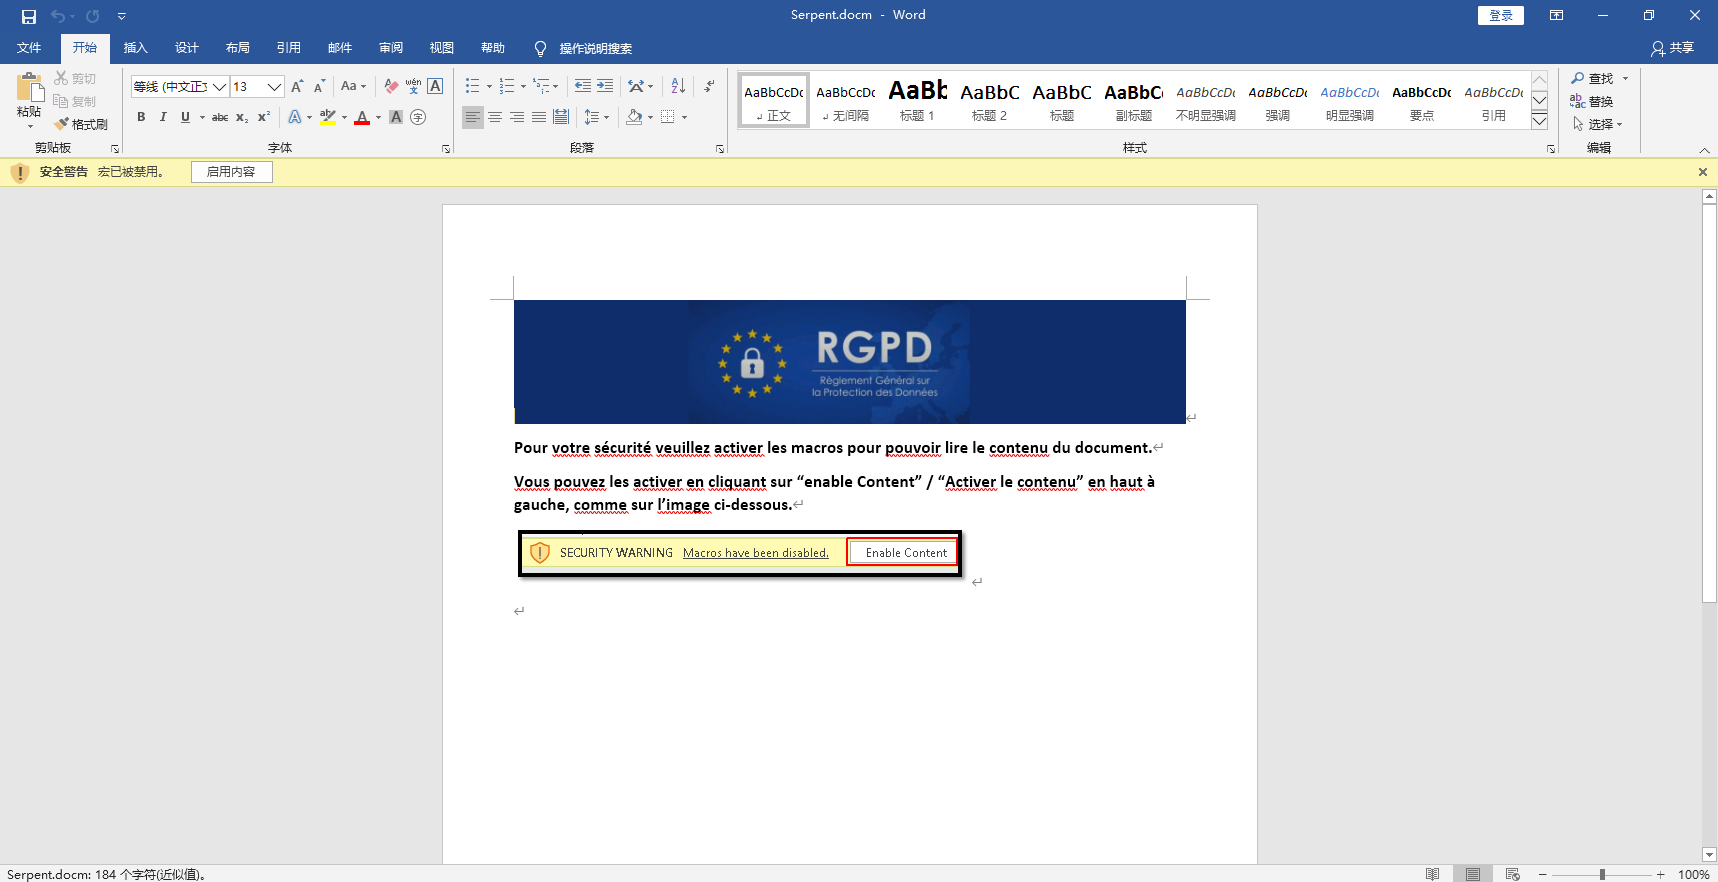 Serpent.docm - Word
登录
文件 开始 插入 设计 布局 引用 邮件 审阅 视图 帮助 操作说明搜索 共享
粘贴
剪切
复制
格式刷
剪贴板
等线 (中文正文 13
Aa wén 文 A
B I U abc x₂ x² A aby A A 字
字体
段落
AaBbCcDc AaBbCcDc AaBb AaBbC AaBbC AaBbC AaBbCcDc AaBbCcDc AaBbCcDc AaBbCcDc AaBbCcDc
正文 无间隔 标题 1 标题 2 标题 副标题 不明显强调 强调 明显强调 要点 引用
样式
查找
替换
选择
编辑
安全警告 宏已被禁用。 启用内容
RGPD
Règlement Général sur
la Protection des Données
Pour votre sécurité veuillez activer les macros pour pouvoir lire le contenu du document.
Vous pouvez les activer en cliquant sur “enable Content” / “Activer le contenu” en haut à
gauche, comme sur l’image ci-dessous.
SECURITY WARNING Macros have been disabled. Enable Content
Serpent.docm: 184 个字符(近似值)。 100%